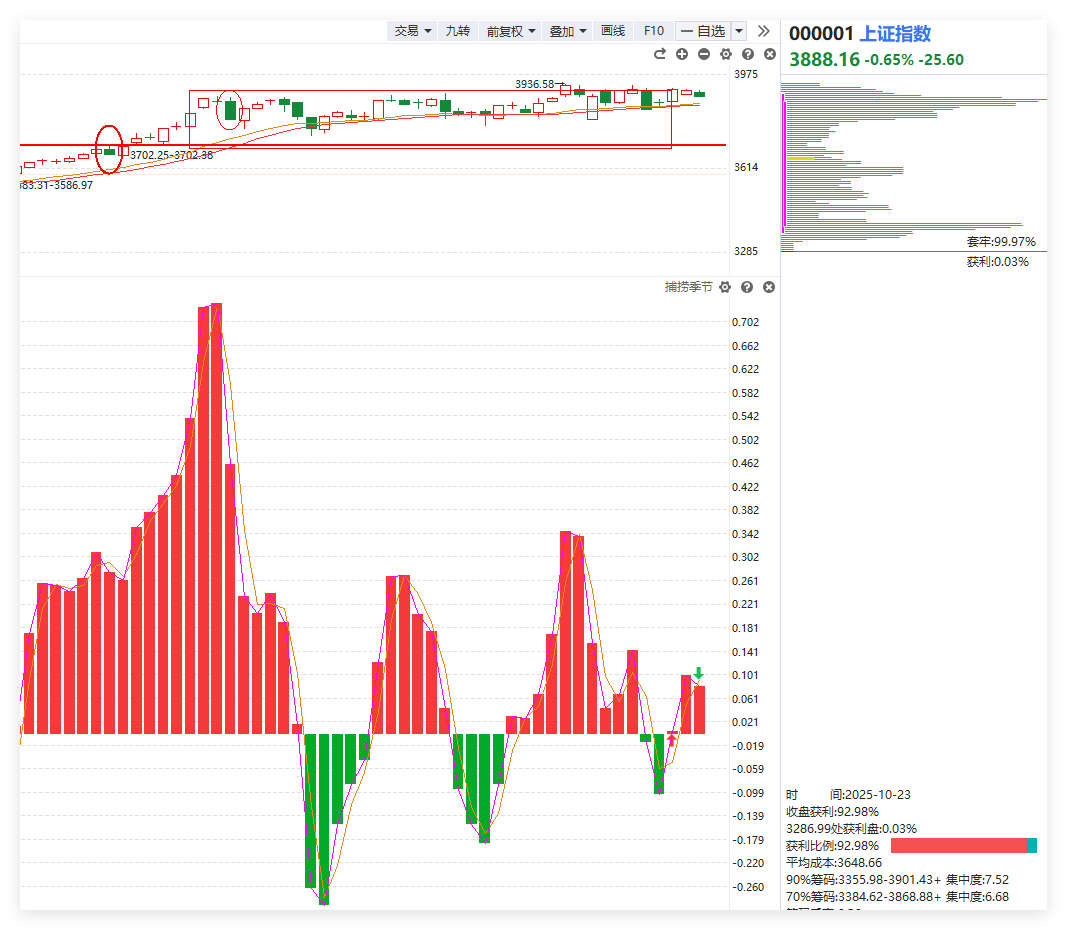 交易 九转 前复权 叠加 画线 F10 一 自选
000001 上证指数
3888.16 -0.65% -25.60
3975
3936.58
3702.25-3702.38
3614
83.31-3586.97
3285
套牢:99.97%
获利:0.03%
捕捞季节
0.702
0.662
0.622
0.582
0.542
0.502
0.462
0.422
0.382
0.342
0.302
0.261
0.221
0.181
0.141
0.101
0.061
0.021
-0.019
-0.059
-0.099
-0.139
-0.179
-0.220
-0.260
时 间:2025-10-23
收盘获利:92.98%
3286.99处获利盘:0.03%
获利比例:92.98%
平均成本:3648.66
90%筹码:3355.98-3901.43+ 集中度:7.52
70%筹码:3384.62-3868.88+ 集中度:6.68